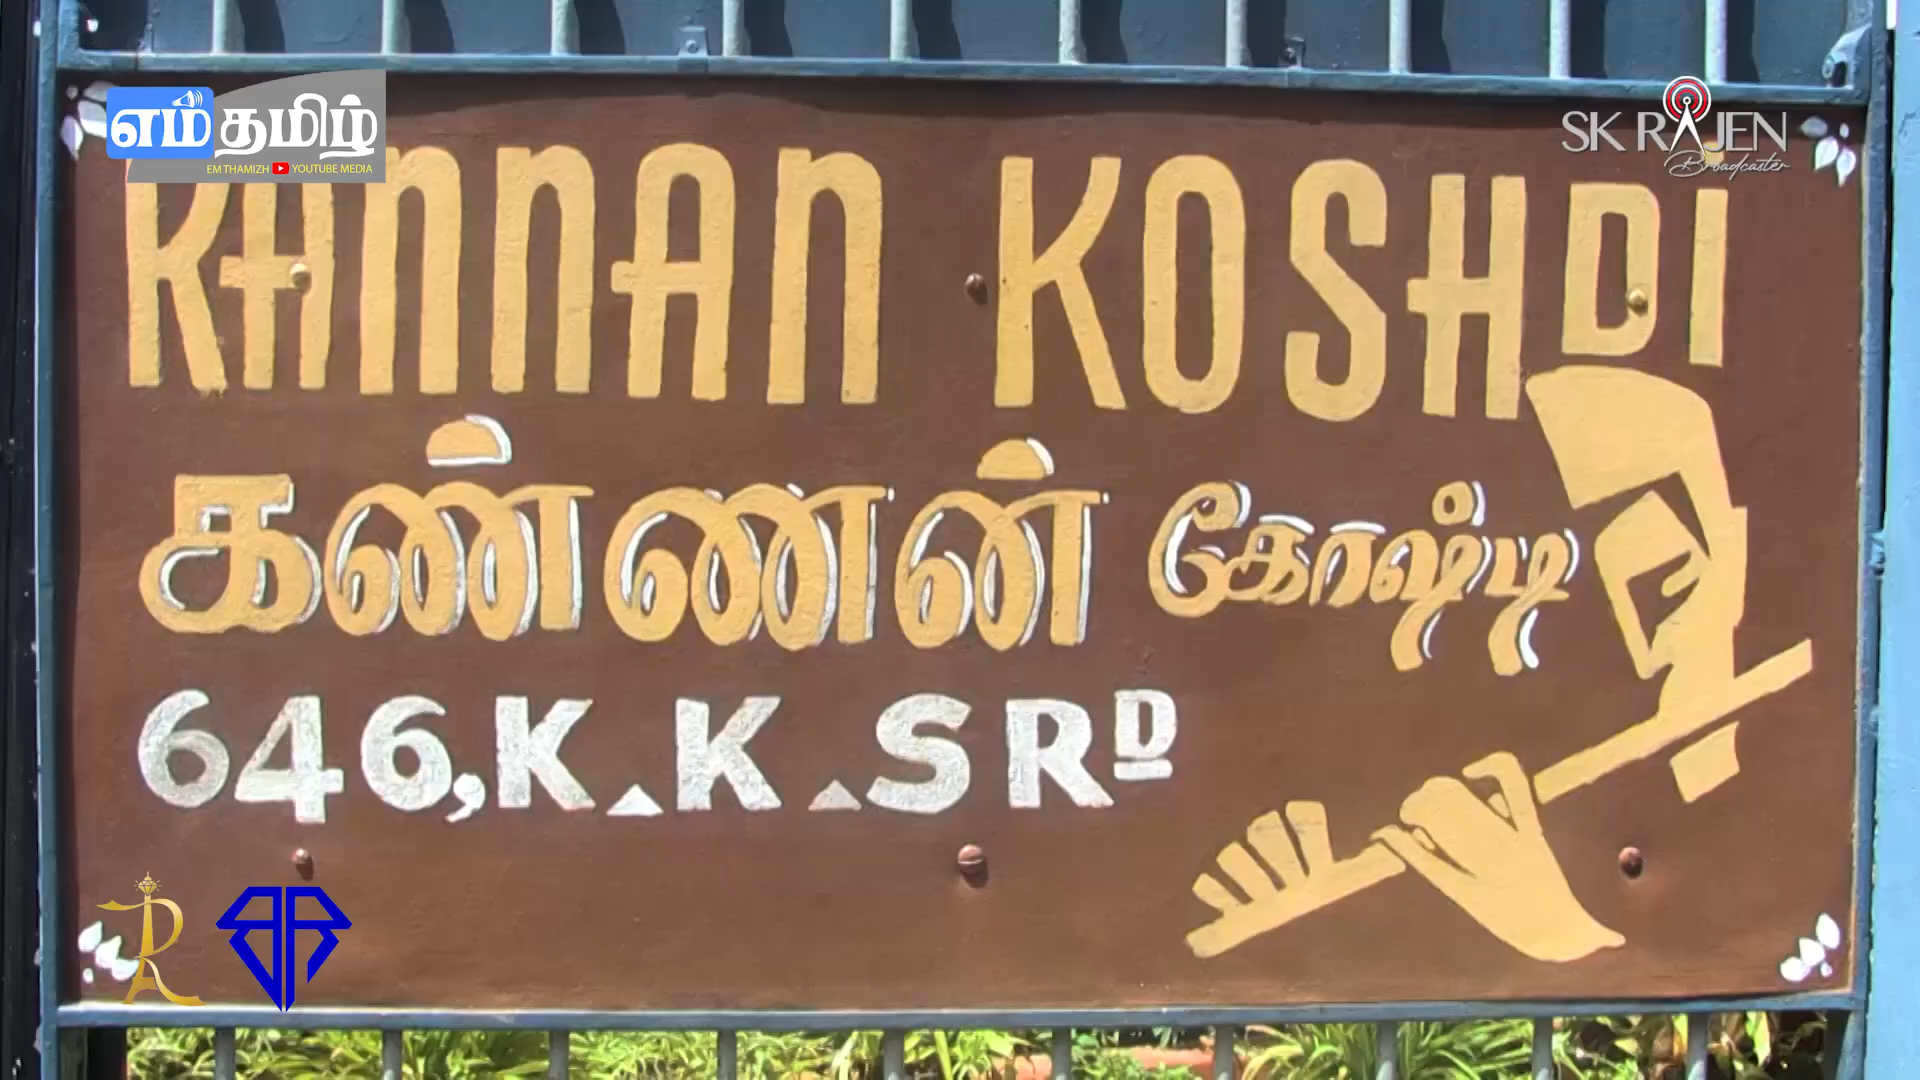 எம் தமிழ்
EM THAMIZH YOUTUBE MEDIA
SK RAJEN
Broadcaster
KANNAN KOSHDI
கண்ணன் கோஷ்டி
646, K.K.S RD